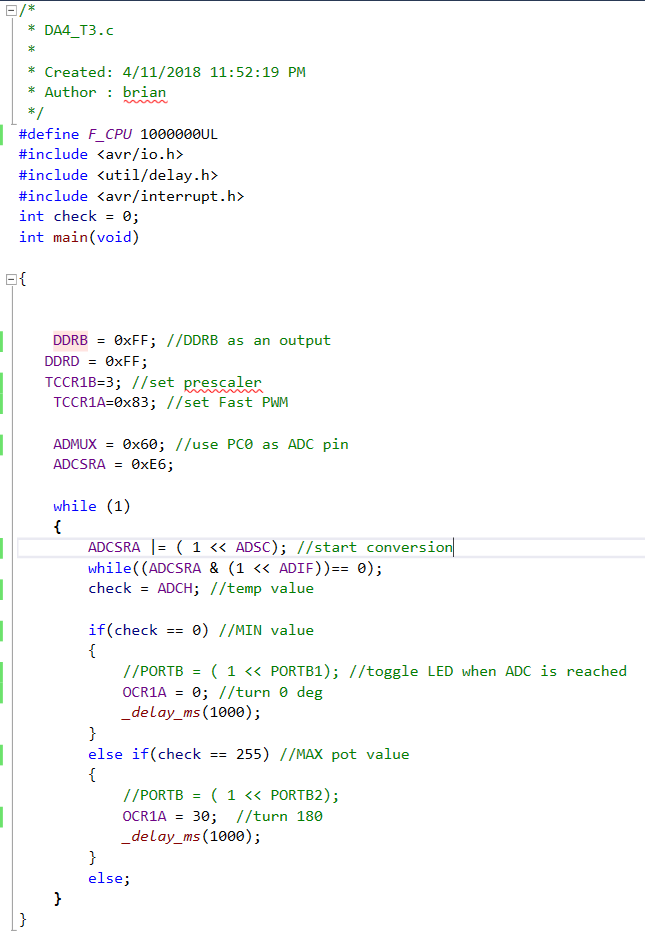 /*
 * DA4_T3.c
 *
 * Created: 4/11/2018 11:52:19 PM
 * Author : brian
 */
#define F_CPU 1000000UL
#include <avr/io.h>
#include <util/delay.h>
#include <avr/interrupt.h>
int check = 0;
int main(void)

{


    DDRB = 0xFF; //DDRB as an output
   DDRD = 0xFF;
   TCCR1B=3; //set prescaler
    TCCR1A=0x83; //set Fast PWM

    ADMUX = 0x60; //use PC0 as ADC pin
    ADCSRA = 0xE6;

    while (1)
    {
        ADCSRA |= ( 1 << ADSC); //start conversion
        while((ADCSRA & (1 << ADIF))== 0);
        check = ADCH; //temp value

        if(check == 0) //MIN value
        {
            //PORTB = ( 1 << PORTB1); //toggle LED when ADC is reached
            OCR1A = 0; //turn 0 deg
            _delay_ms(1000);
        }
        else if(check == 255) //MAX pot value
        {
            //PORTB = ( 1 << PORTB2);
            OCR1A = 30;  //turn 180
            _delay_ms(1000);
        }
        else;
    }
}